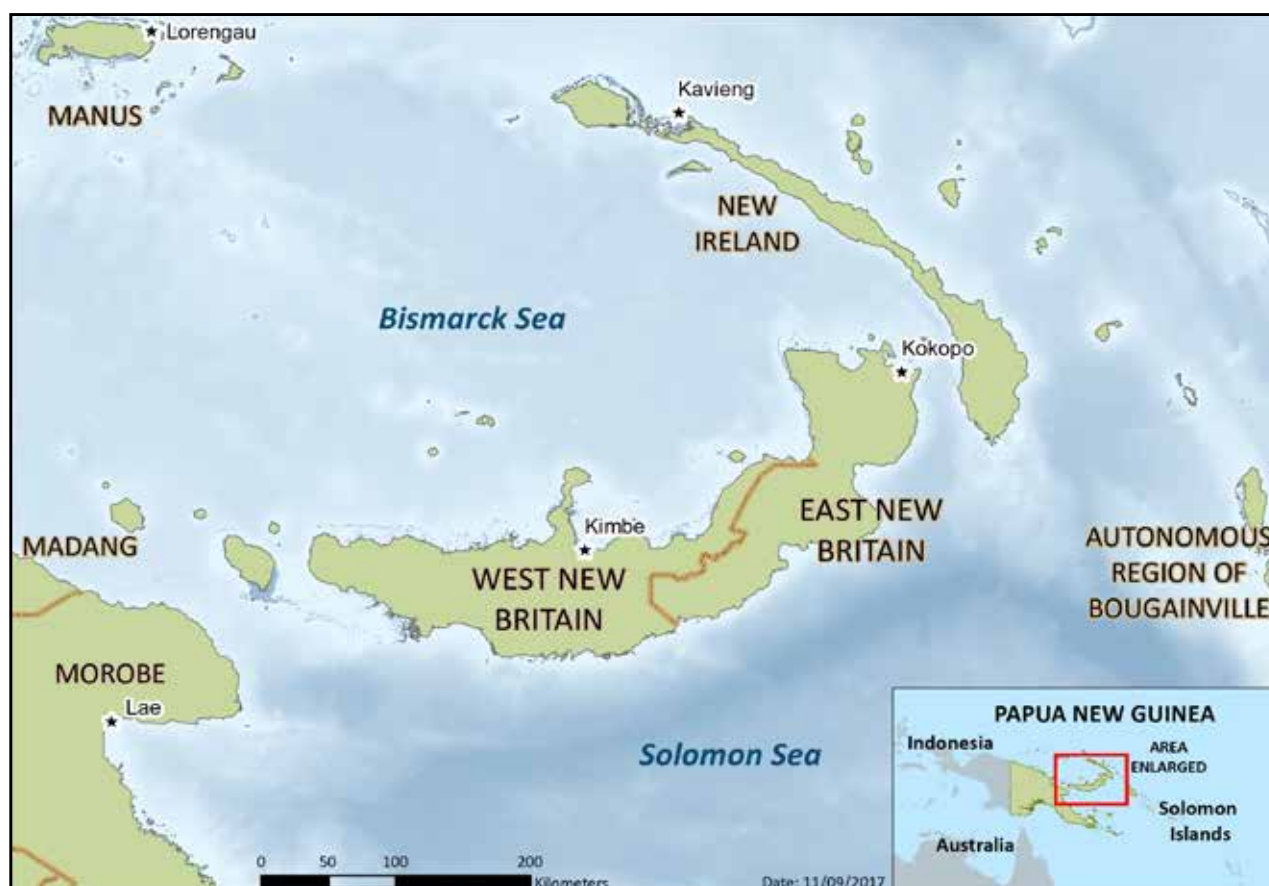 Lorengau
MANUS
Kavieng
NEW
IRELAND
Bismarck Sea
Kokopo
Kimbe
MADANG
WEST NEW
BRITAIN
EAST NEW
BRITAIN
AUTONOMOUS
REGION OF
BOUGAINVILLE
MOROBE
Lae
Solomon Sea
0 50 100 200
Kilometers
Date: 11/09/2017
PAPUA NEW GUINEA
Indonesia
AREA
ENLARGED
Solomon
Islands
Australia